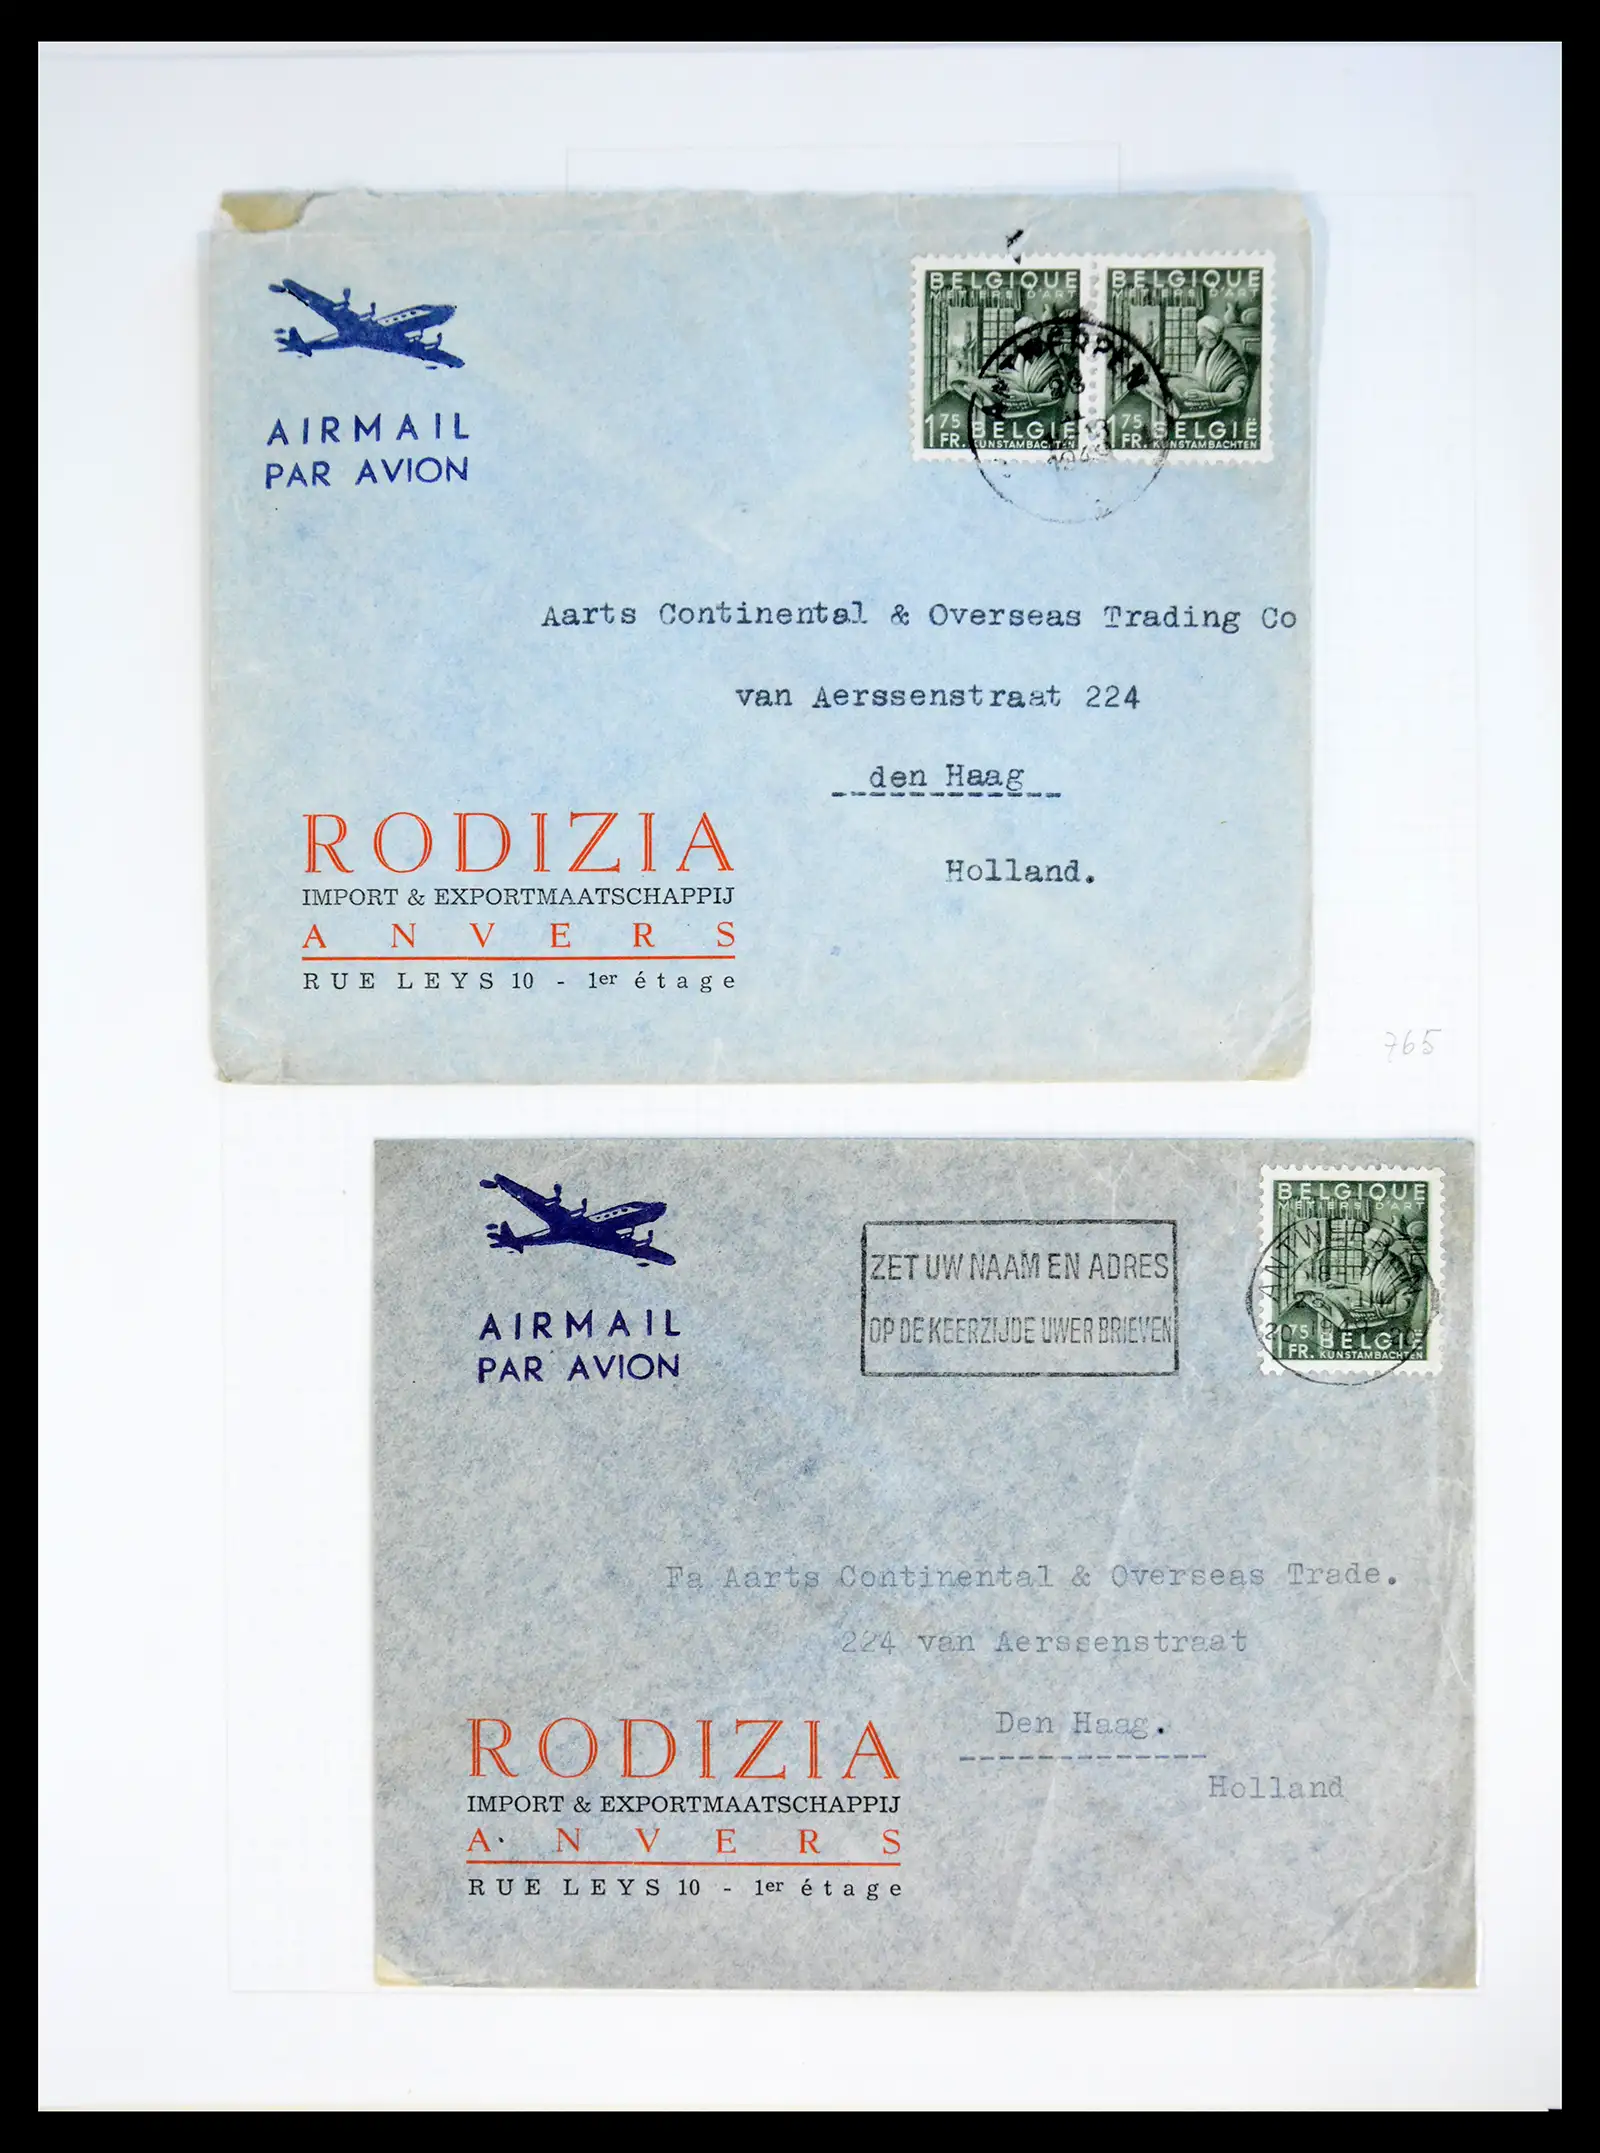 BELGIQUE
METIERS D'ART
1 75 FR.
BELGIË
KUNSTAMBACHTEN
BELGIQUE
METIERS D'ART
1 75 FR.
BELGIË
KUNSTAMBACHTEN
ANTWERPEN
AIRMAIL
PAR AVION
Aarts Continental & Overseas Trading Co
van Aerssenstraat 224
den Haag
Holland.
RODIZIA
IMPORT & EXPORTMAATSCHAPPIJ
ANVERS
RUE LEYS 10 - 1er étage
765
AIRMAIL
PAR AVION
ZET UW NAAM EN ADRES
OP DE KEERZIJDE UWER BRIEVEN
BELGIQUE
METIERS D'ART
1 75 FR.
BELGIË
KUNSTAMBACHTEN
Fa Aarts Continental & Overseas Trade.
224 van Aerssenstraat
Den Haag.
Holland
RODIZIA
IMPORT & EXPORTMAATSCHAPPIJ
ANVERS
RUE LEYS 10 - 1er étage